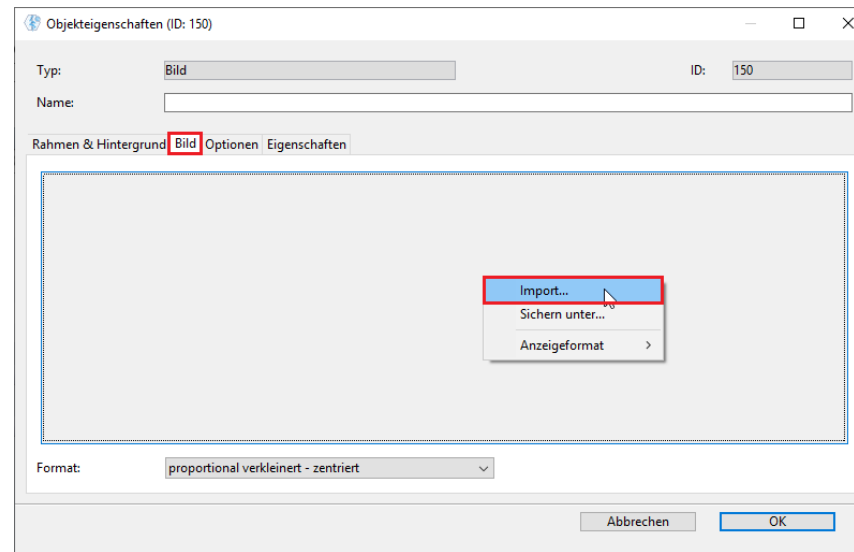 Objekteigenschaften (ID: 150)
Typ: Bild ID: 150
Name:
Rahmen & Hintergrund Bild Optionen Eigenschaften
Import...
Sichern unter...
Anzeigeformat
Format: proportional verkleinert - zentriert
Abbrechen OK